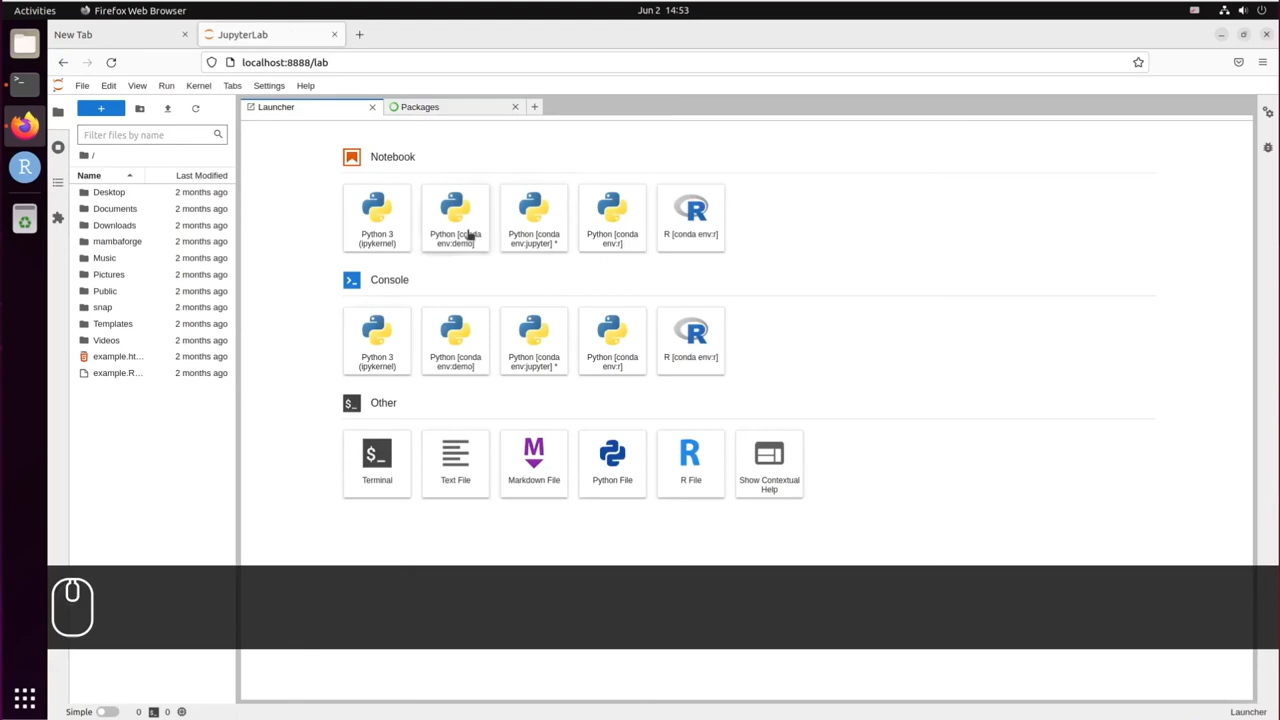 Activities
Firefox Web Browser
Jun 2 14:53
New Tab
JupyterLab
localhost:8888/lab
File
Edit
View
Run
Kernel
Tabs
Settings
Help
Launcher
Packages
Filter files by name
/
Name
Last Modified
Desktop 2 months ago
Documents 2 months ago
Downloads 2 months ago
mambaforge 2 months ago
Music 2 months ago
Pictures 2 months ago
Public 2 months ago
snap 2 months ago
Templates 2 months ago
Videos 2 months ago
example.ht... 2 months ago
example.R... 2 months ago
Notebook
Python 3
(ipykernel)
Python [conda
env:demo]
Python [conda
env:jupyter] *
Python [conda
env:r]
R [conda env:r]
Console
Python 3
(ipykernel)
Python [conda
env:demo]
Python [conda
env:jupyter] *
Python [conda
env:r]
R [conda env:r]
$_
Other
$_
Terminal
Text File
M
Markdown File
Python File
R
R File
Show Contextual
Help
Simple
0
0
Launcher